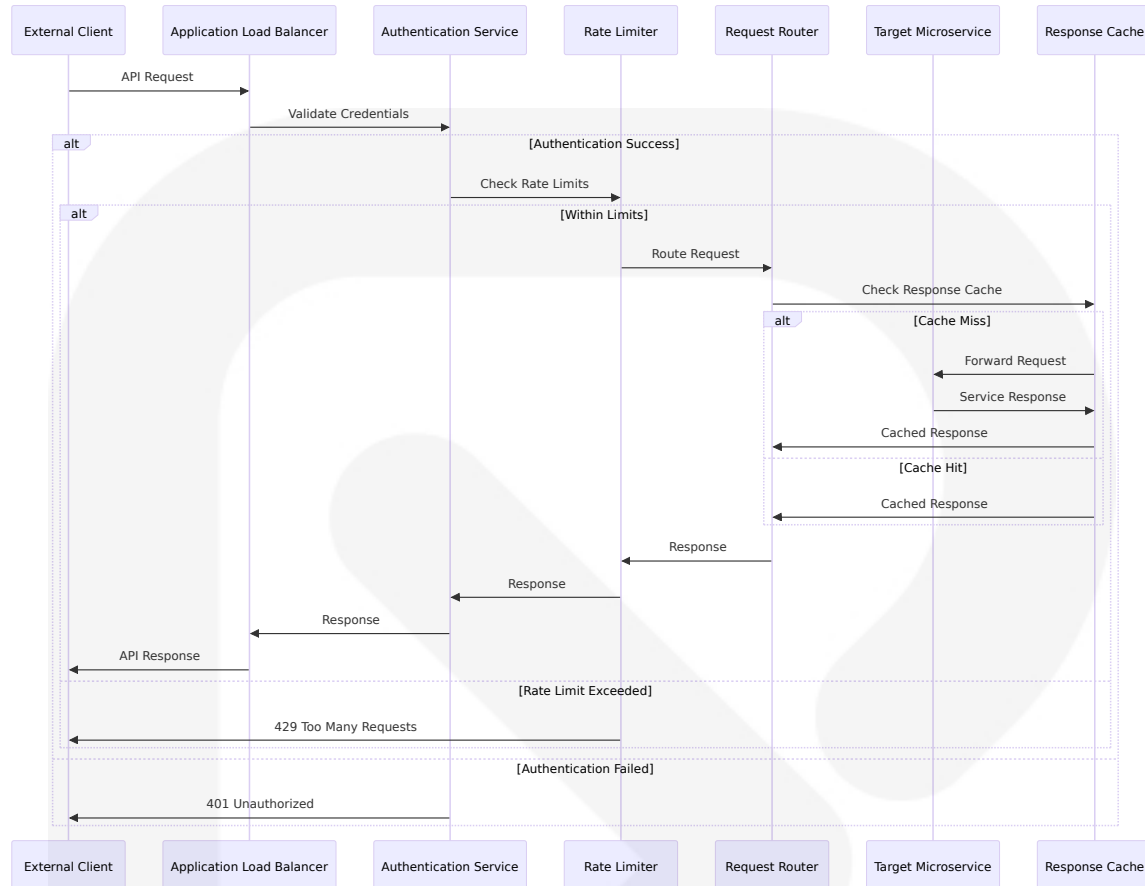 External Client
Application Load Balancer
Authentication Service
Rate Limiter
Request Router
Target Microservice
Response Cache
API Request
Validate Credentials
alt
[Authentication Success]
Check Rate Limits
alt
[Within Limits]
Route Request
Check Response Cache
alt
[Cache Miss]
Forward Request
Service Response
Cached Response
[Cache Hit]
Cached Response
Response
Response
Response
API Response
[Rate Limit Exceeded]
429 Too Many Requests
[Authentication Failed]
401 Unauthorized
External Client
Application Load Balancer
Authentication Service
Rate Limiter
Request Router
Target Microservice
Response Cache